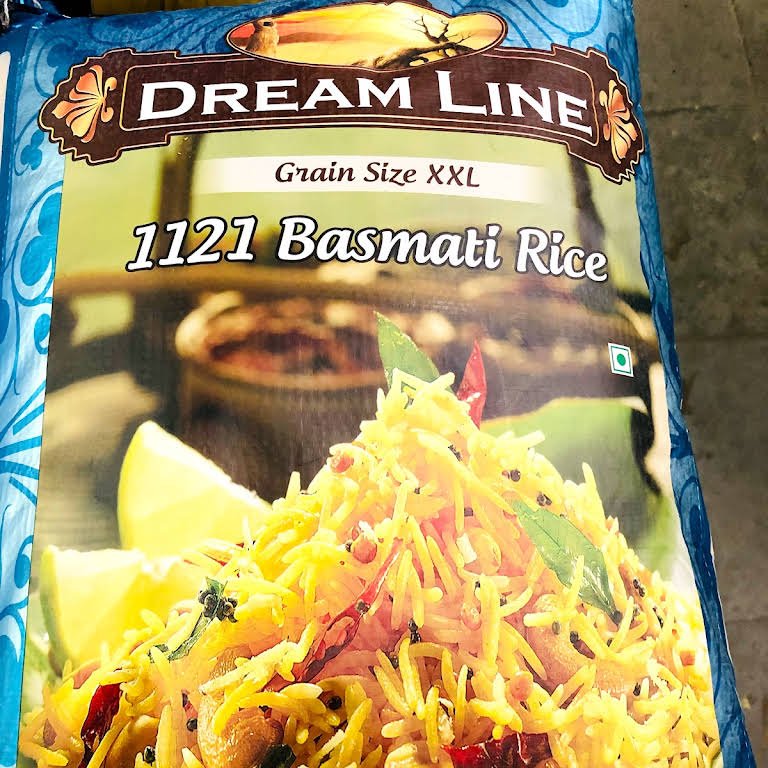 DREAM LINE
Grain Size XXL
1121 Basmati Rice